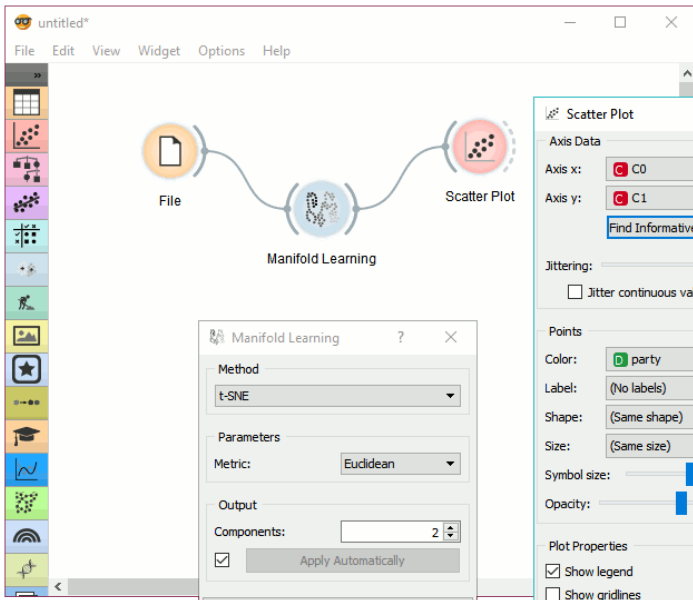 untitled*
File Edit View Widget Options Help
»
File
Manifold Learning
Scatter Plot
Manifold Learning ?
Method
t-SNE
Parameters
Metric: Euclidean
Output
Components: 2
Apply Automatically
Scatter Plot
Axis Data
Axis x: C C0
Axis y: C C1
Find Informative
Jittering:
Jitter continuous va
Points
Color: D party
Label: (No labels)
Shape: (Same shape)
Size: (Same size)
Symbol size:
Opacity:
Plot Properties
Show legend
Show gridlines